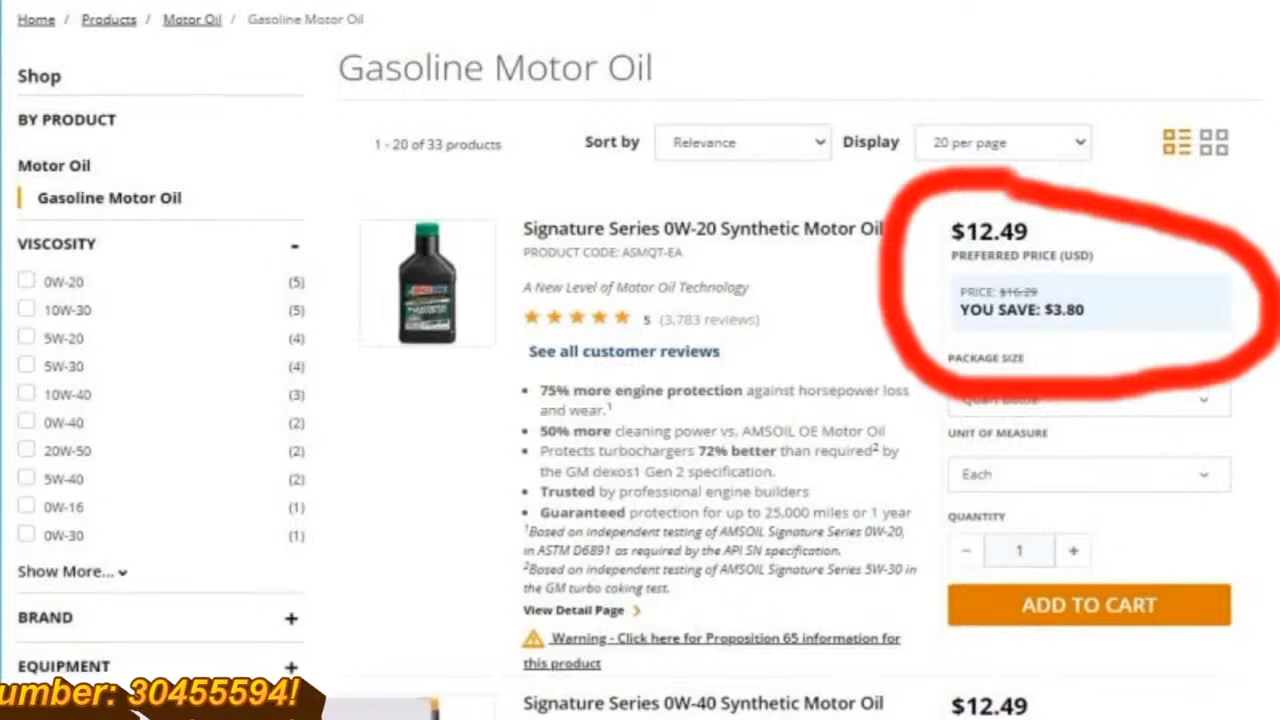 Home / Products / Motor Oil / Gasoline Motor Oil
Shop
BY PRODUCT
Motor Oil
Gasoline Motor Oil
VISCOSITY -
0W-20 (5)
10W-30 (5)
5W-20 (4)
5W-30 (4)
10W-40 (3)
0W-40 (2)
20W-50 (2)
5W-40 (2)
0W-16 (1)
0W-30 (1)
Show More...
BRAND +
EQUIPMENT +
Gasoline Motor Oil
1 - 20 of 33 products
Sort by Relevance Display 20 per page
Signature Series 0W-20 Synthetic Motor Oil
PRODUCT CODE: ASMQT-EA
A New Level of Motor Oil Technology
5 (3,783 reviews)
See all customer reviews
• 75% more engine protection against horsepower loss
and wear.¹
• 50% more cleaning power vs. AMSOIL OE Motor Oil
• Protects turbochargers 72% better than required² by
the GM dexos1 Gen 2 specification.
• Trusted by professional engine builders
• Guaranteed protection for up to 25,000 miles or 1 year
¹Based on independent testing of AMSOIL Signature Series 0W-20,
in ASTM D6891 as required by the API SN specification.
²Based on independent testing of AMSOIL Signature Series 5W-30 in
the GM turbo coking test.
View Detail Page
Warning - Click here for Proposition 65 information for
this product
$12.49
PREFERRED PRICE (USD)
PRICE: $16.29
YOU SAVE: $3.80
PACKAGE SIZE
Quart Bottle
UNIT OF MEASURE
Each
QUANTITY
- 1 +
ADD TO CART
Signature Series 0W-40 Synthetic Motor Oil
$12.49
umber: 30455594!